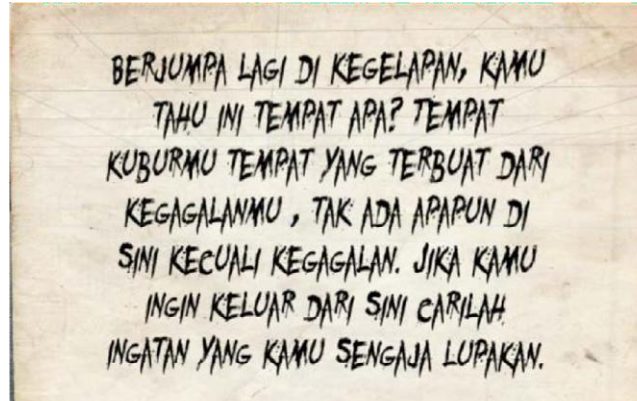 BERJUMPA LAGI DI KEGELAPAN, KAMU
TAHU INI TEMPAT APA? TEMPAT
KUBURMU TEMPAT YANG TERBUAT DARI
KEGAGALANMU , TAK ADA APAPUN DI
SINI KECUALI KEGAGALAN. JIKA KAMU
INGIN KELUAR DARI SINI CARILAH
INGATAN YANG KAMU SENGAJA LUPAKAN.